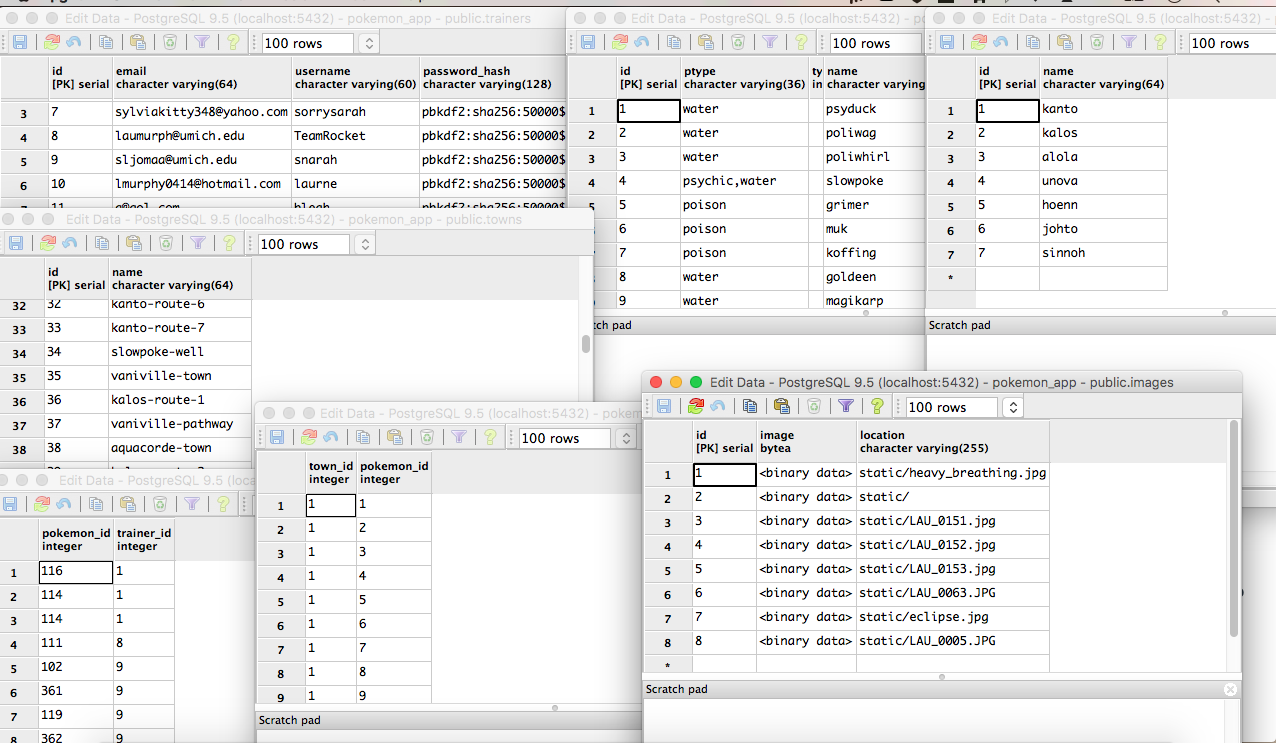 Edit Data - PostgreSQL 9.5 (localhost:5432) - pokemon_app - public.trainers
100 rows
id email username password_hash
[PK] serial character varying(64) character varying(60) character varying(128)
3 7 sylviakitty348@yahoo.com sorrysarah pbkdf2:sha256:50000$
4 8 laumurph@umich.edu TeamRocket pbkdf2:sha256:50000$
5 9 sljomaa@umich.edu snarah pbkdf2:sha256:50000$
6 10 lmurphy0414@hotmail.com laurne pbkdf2:sha256:50000$
Edit Data - PostgreSQL 9.5 (localhost:5432)
100 rows
id ptype ty name
[PK] serial character varying(36) in character varying
1 1 water psyduck
2 2 water poliwag
3 3 water poliwhirl
4 4 psychic,water slowpoke
5 poison grimer
6 poison muk
7 poison koffing
8 water goldeen
9 water magikarp
tch pad
Edit Data - PostgreSQL 9.5 (localhost:5432)
100 rows
id name
[PK] serial character varying(64)
1 1 kanto
2 2 kalos
3 3 alola
4 4 unova
5 5 hoenn
6 6 johto
7 7 sinnoh
*
Scratch pad
Edit Data - PostgreSQL 9.5 (localhost:5432) - pokemon_app - public.towns
100 rows
id name
[PK] serial character varying(64)
32 32 kanto-route-6
33 33 kanto-route-7
34 34 slowpoke-well
35 35 vaniville-town
36 36 kalos-route-1
37 37 vaniville-pathway
38 38 aquacorde-town
Edit Data - PostgreSQL 9.5 (localhost:5432) - pokem
100 rows
town_id pokemon_id
integer integer
1 1 1
2 1 2
3 1 3
4 1 4
5 1 5
6 1 6
7 1 7
8 1 8
9 1 9
Scratch pad
Edit Data - PostgreSQL 9.5 (loca
pokemon_id trainer_id
integer integer
1 116 1
2 114 1
3 114 1
4 111 8
5 102 9
6 361 9
7 119 9
8 362 9
Edit Data - PostgreSQL 9.5 (localhost:5432) - pokemon_app - public.images
100 rows
id image location
[PK] serial bytea character varying(255)
1 1 <binary data> static/heavy_breathing.jpg
2 2 <binary data> static/
3 3 <binary data> static/LAU_0151.jpg
4 4 <binary data> static/LAU_0152.jpg
5 5 <binary data> static/LAU_0153.jpg
6 6 <binary data> static/LAU_0063.JPG
7 7 <binary data> static/eclipse.jpg
8 8 <binary data> static/LAU_0005.JPG
*
Scratch pad